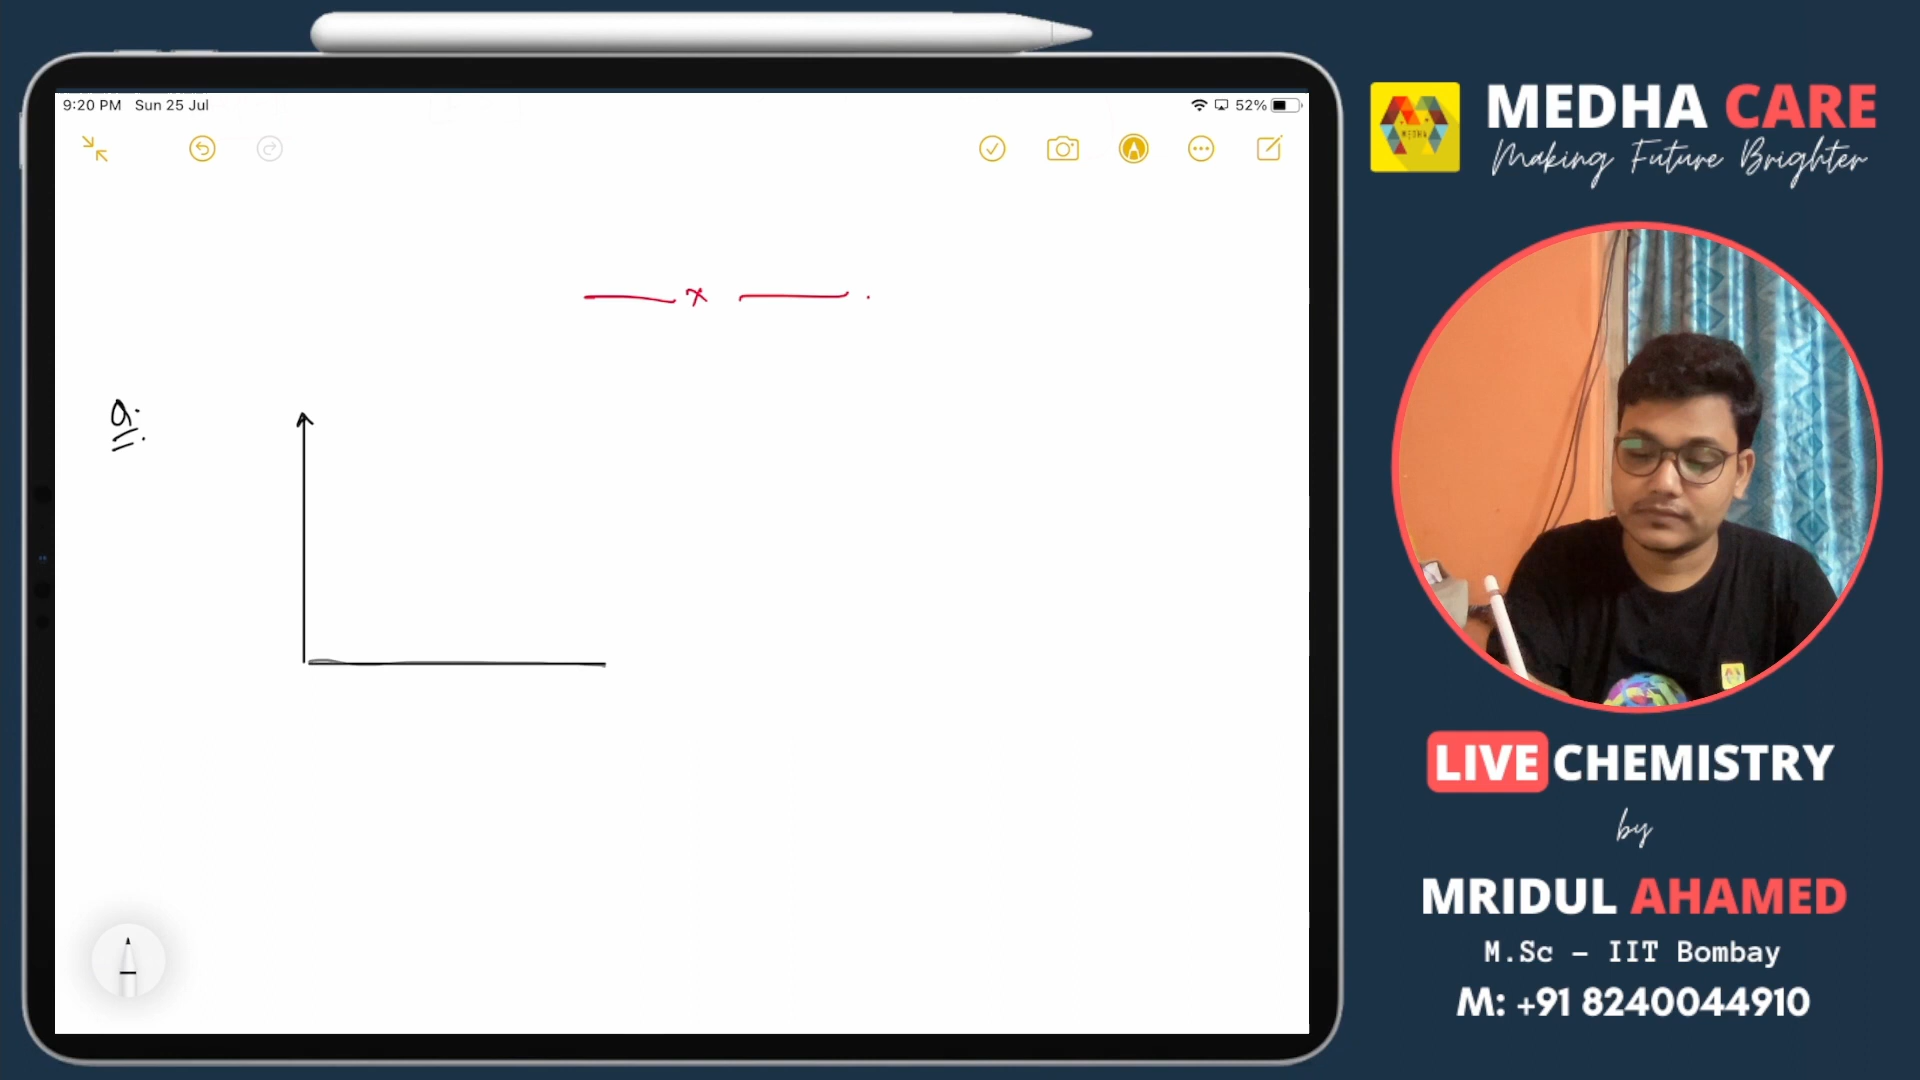 9:20 PM Sun 25 Jul
52%
x
Q.
MEDHA CARE
Making Future Brighter
MEDHA
LIVE CHEMISTRY
by
MRIDUL AHAMED
M.Sc – IIT Bombay
M: +91 8240044910